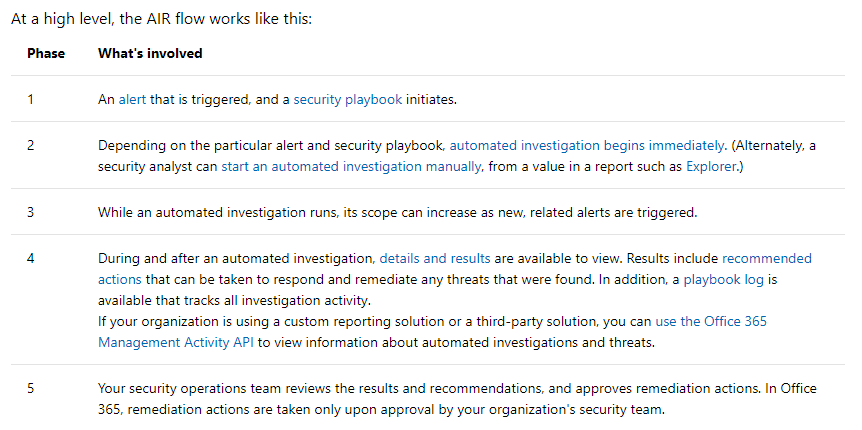 At a high level, the AIR flow works like this:
Phase What's involved
1 An alert that is triggered, and a security playbook initiates.
2 Depending on the particular alert and security playbook, automated investigation begins immediately. (Alternately, a
security analyst can start an automated investigation manually, from a value in a report such as Explorer.)
3 While an automated investigation runs, its scope can increase as new, related alerts are triggered.
4 During and after an automated investigation, details and results are available to view. Results include recommended
actions that can be taken to respond and remediate any threats that were found. In addition, a playbook log is
available that tracks all investigation activity.
If your organization is using a custom reporting solution or a third-party solution, you can use the Office 365
Management Activity API to view information about automated investigations and threats.
5 Your security operations team reviews the results and recommendations, and approves remediation actions. In Office
365, remediation actions are taken only upon approval by your organization's security team.